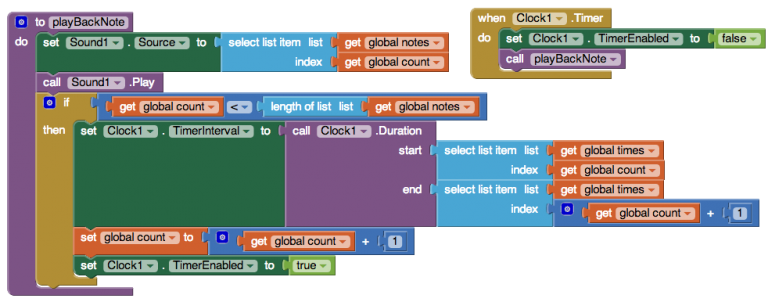 to playBackNote
do set Sound1 . Source to select list item list get global notes
index get global count
call Sound1 .Play
if get global count < length of list list get global notes
then set Clock1 . TimerInterval to call Clock1 .Duration
start select list item list get global times
index get global count
end select list item list get global times
index get global count + 1
set global count to get global count + 1
set Clock1 . TimerEnabled to true
when Clock1 .Timer
do set Clock1 . TimerEnabled to false
call playBackNote